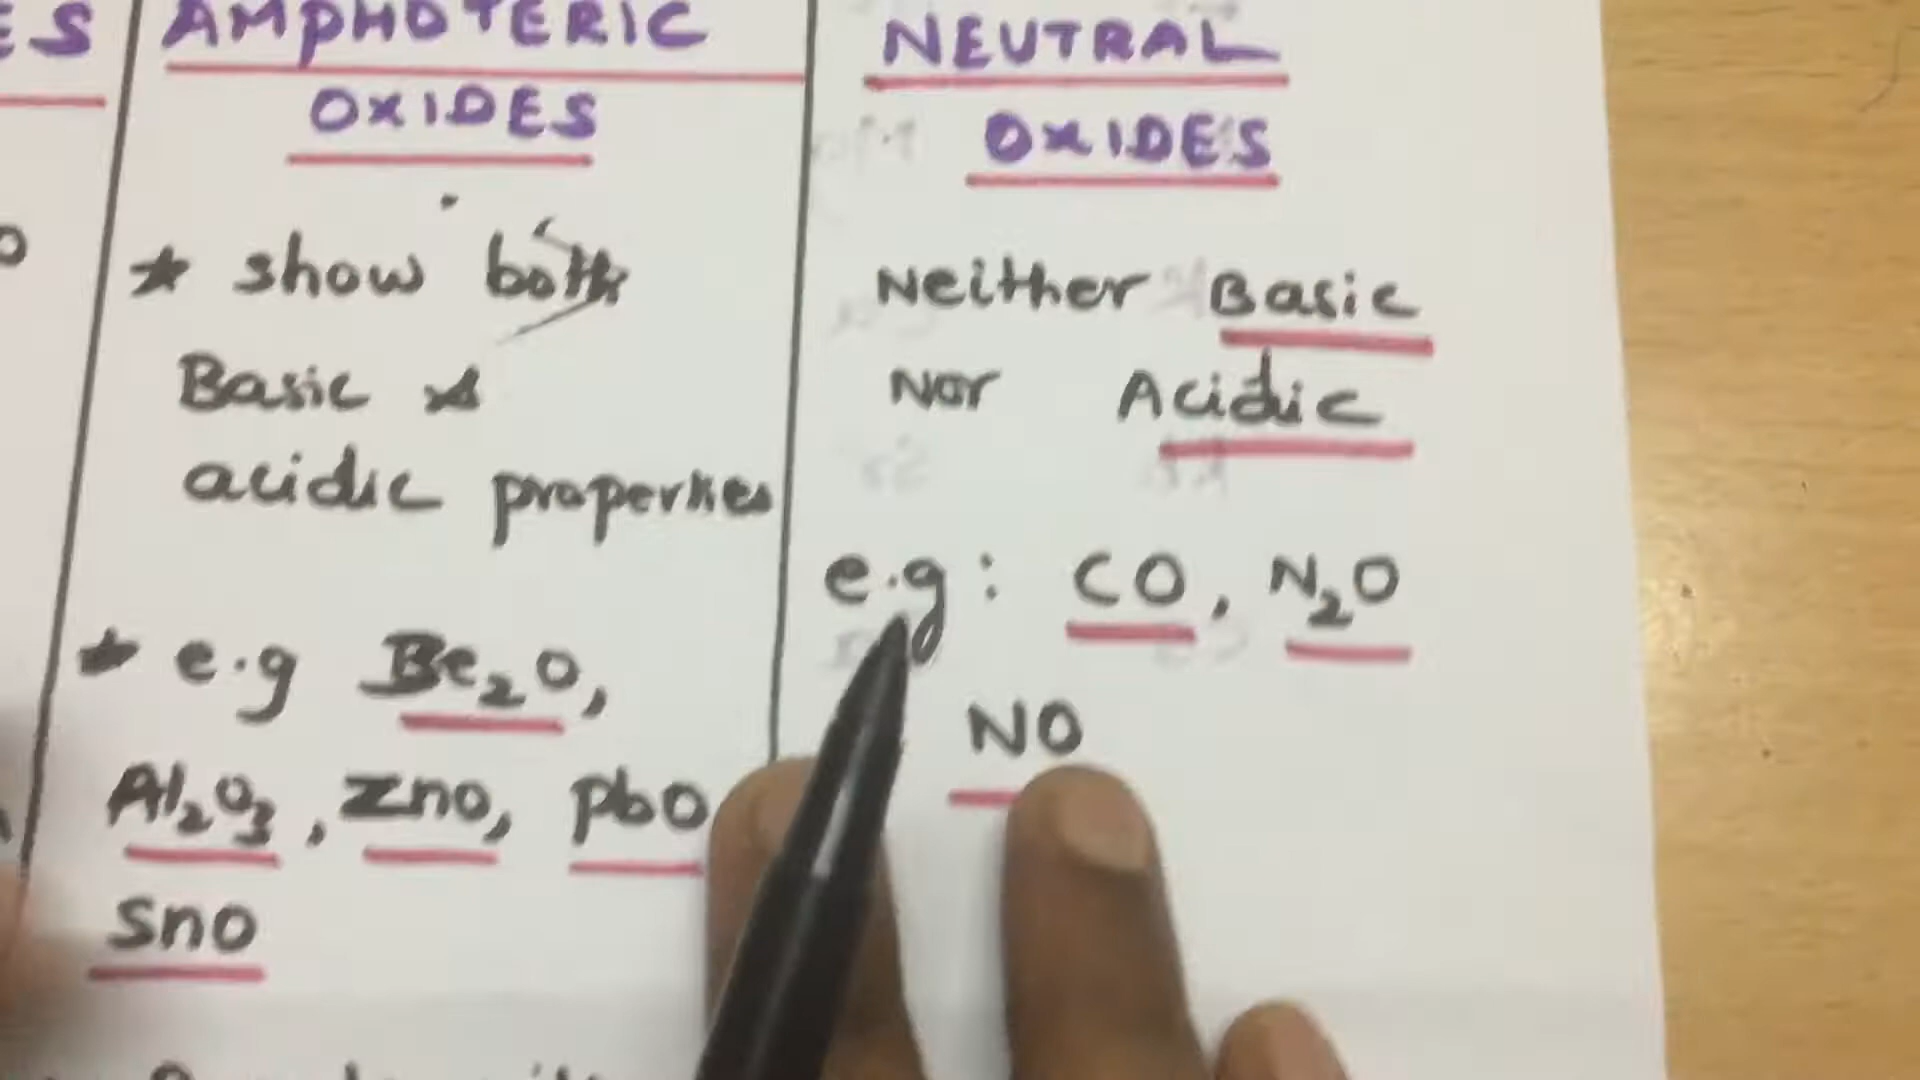 ES
AMPHOTERIC
OXIDES
* show both
Basic &
acidic properties
* e.g Be₂O,
Al₂O₃, ZnO, PbO
SnO
NEUTRAL
OXIDES
Neither Basic
Nor Acidic
e.g: CO, N₂O
NO